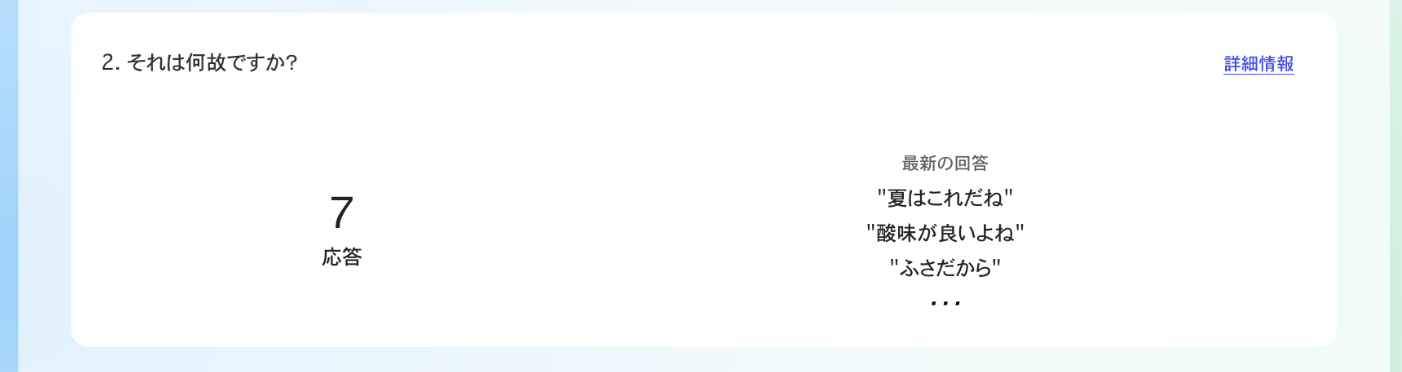 2. それは何故ですか?
詳細情報
7
応答
最新の回答
"夏はこれだね"
"酸味が良いよね"
"ふさだから"
...